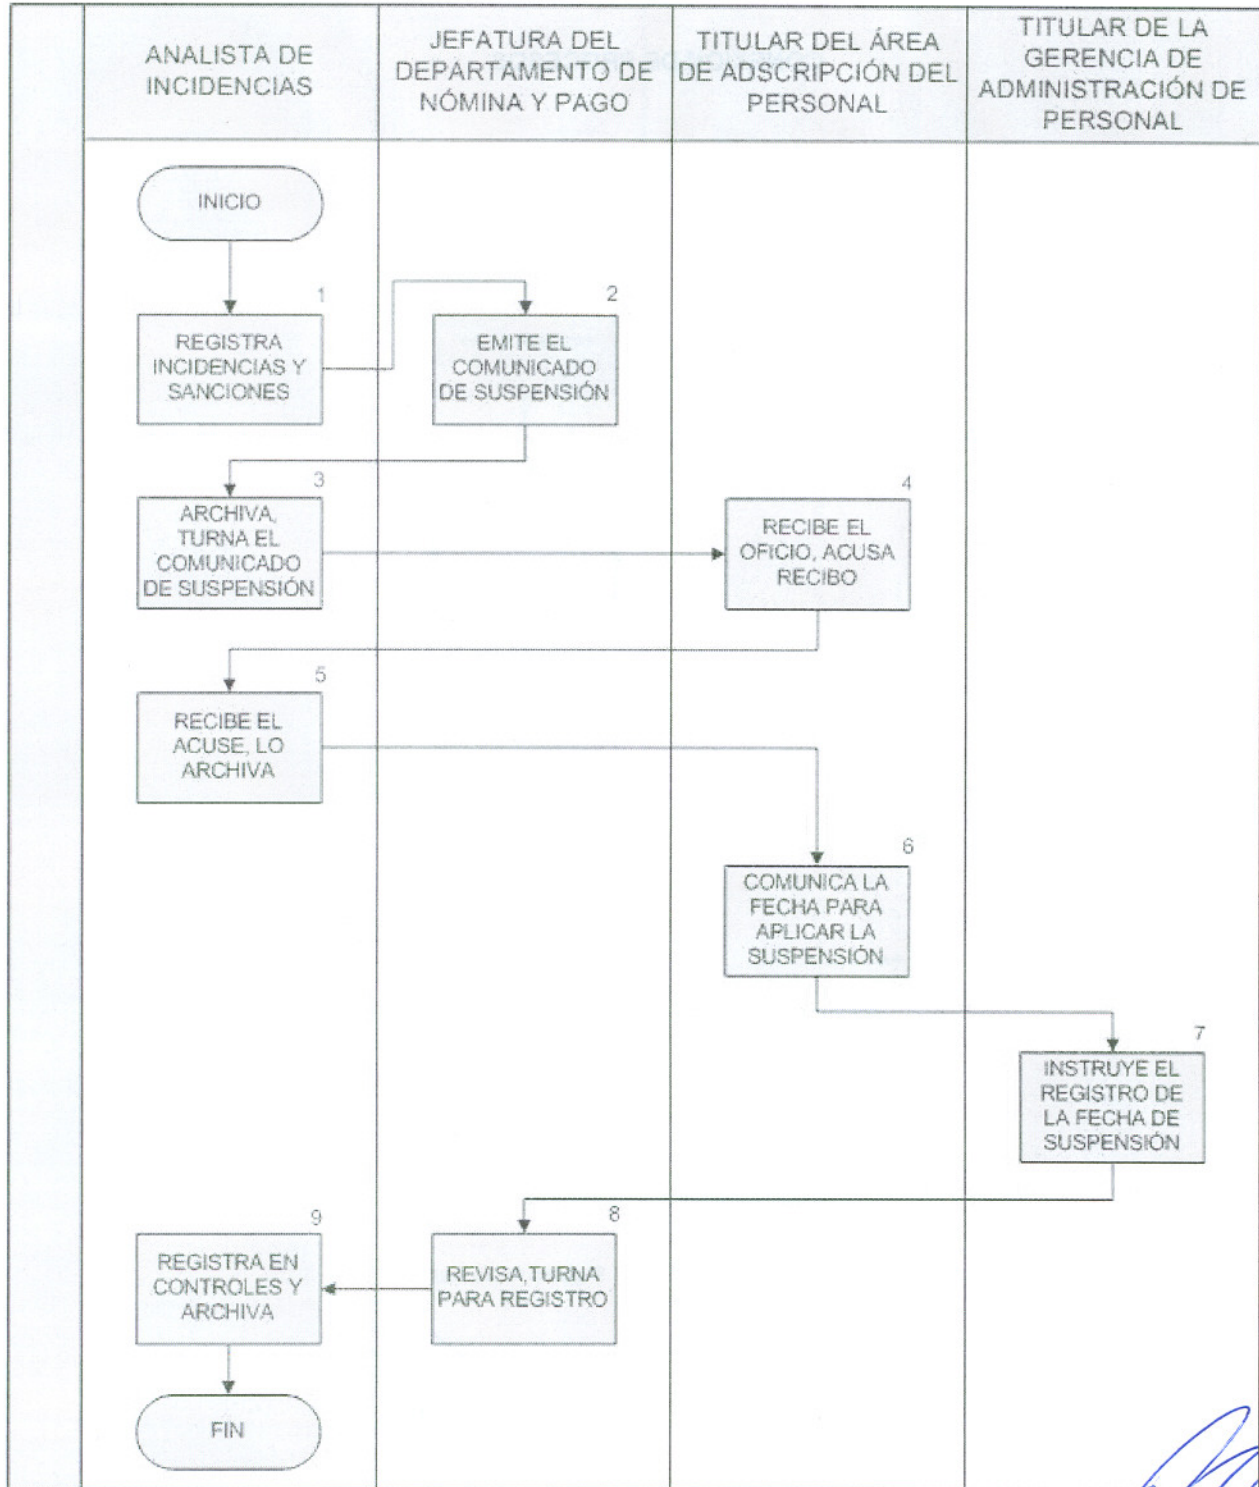 ANALISTA DE
INCIDENCIAS
JEFATURA DEL
DEPARTAMENTO DE
NÓMINA Y PAGO
TITULAR DEL ÁREA
DE ADSCRIPCIÓN DEL
PERSONAL
TITULAR DE LA
GERENCIA DE
ADMINISTRACIÓN DE
PERSONAL
INICIO
1
REGISTRA
INCIDENCIAS Y
SANCIONES
2
EMITE EL
COMUNICADO
DE SUSPENSIÓN
3
ARCHIVA,
TURNA EL
COMUNICADO
DE SUSPENSIÓN
4
RECIBE EL
OFICIO, ACUSA
RECIBO
5
RECIBE EL
ACUSE, LO
ARCHIVA
6
COMUNICA LA
FECHA PARA
APLICAR LA
SUSPENSIÓN
7
INSTRUYE EL
REGISTRO DE
LA FECHA DE
SUSPENSIÓN
8
REVISA,TURNA
PARA REGISTRO
9
REGISTRA EN
CONTROLES Y
ARCHIVA
FIN